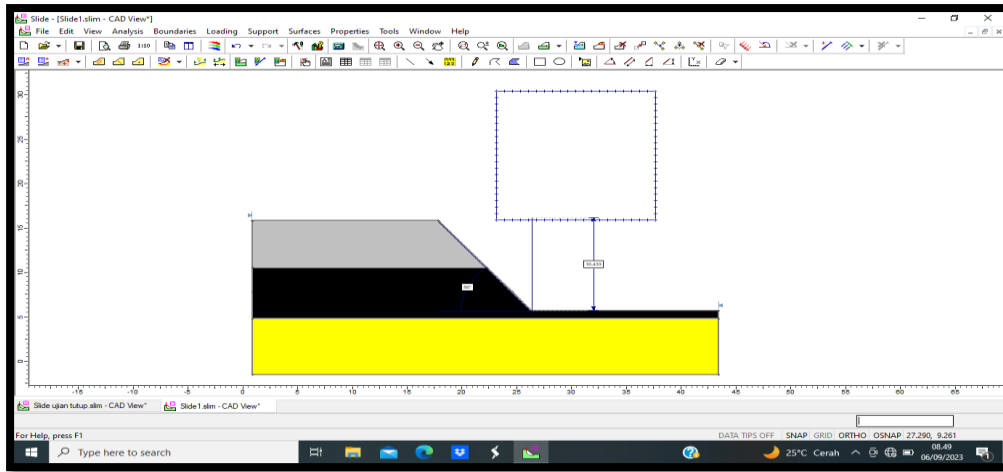 Slide - [Slide1.slim - CAD View*]
File Edit View Analysis Boundaries Loading Support Surfaces Properties Tools Window Help
1:10
30
25
20
15
10
5
0
-15 -10 -5 0 5 10 15 20 25 30 35 40 45 50 55 60 65
Slide ujian tutup.slim - CAD View* Slide1.slim - CAD View*
For Help, press F1
DATA TIPS OFF SNAP GRID ORTHO OSNAP 27.290, 9.261
Type here to search
25°C Cerah
08.49
06/09/2023
1